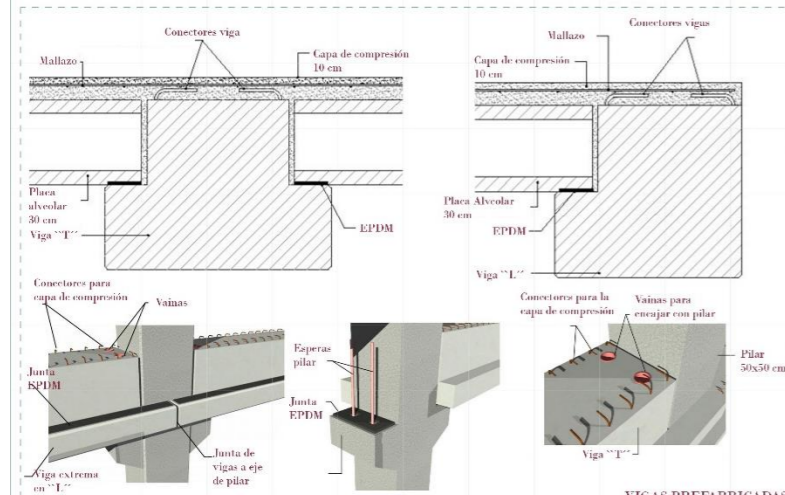 Conectores viga
Mallazo
Capa de compresión
10 cm
Placa
alveolar
30 cm
Viga ``T``
EPDM
Conectores vigas
Mallazo
Capa de compresión
10 cm
Placa Alveolar
30 cm
EPDM
Viga ``L``
Conectores para
capa de compresión
Vainas
Junta
EPDM
Viga extrema
en ``L``
Junta de
vigas a eje
de pilar
Esperas
pilar
Junta
EPDM
Conectores para la
capa de compresión
Vainas para
encajar con pilar
Pilar
50x50 cm
Viga ``T``
VIGAS PREFABRICADAS